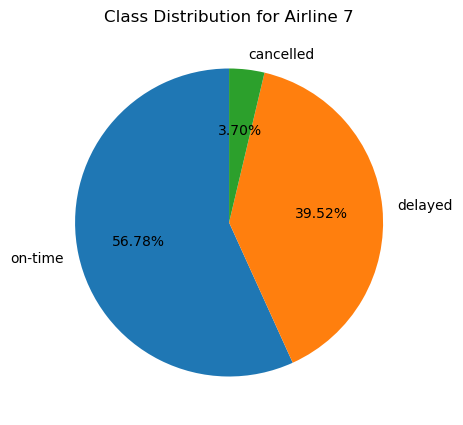 Class Distribution for Airline 7
cancelled
3.70%
39.52%
delayed
56.78%
on-time